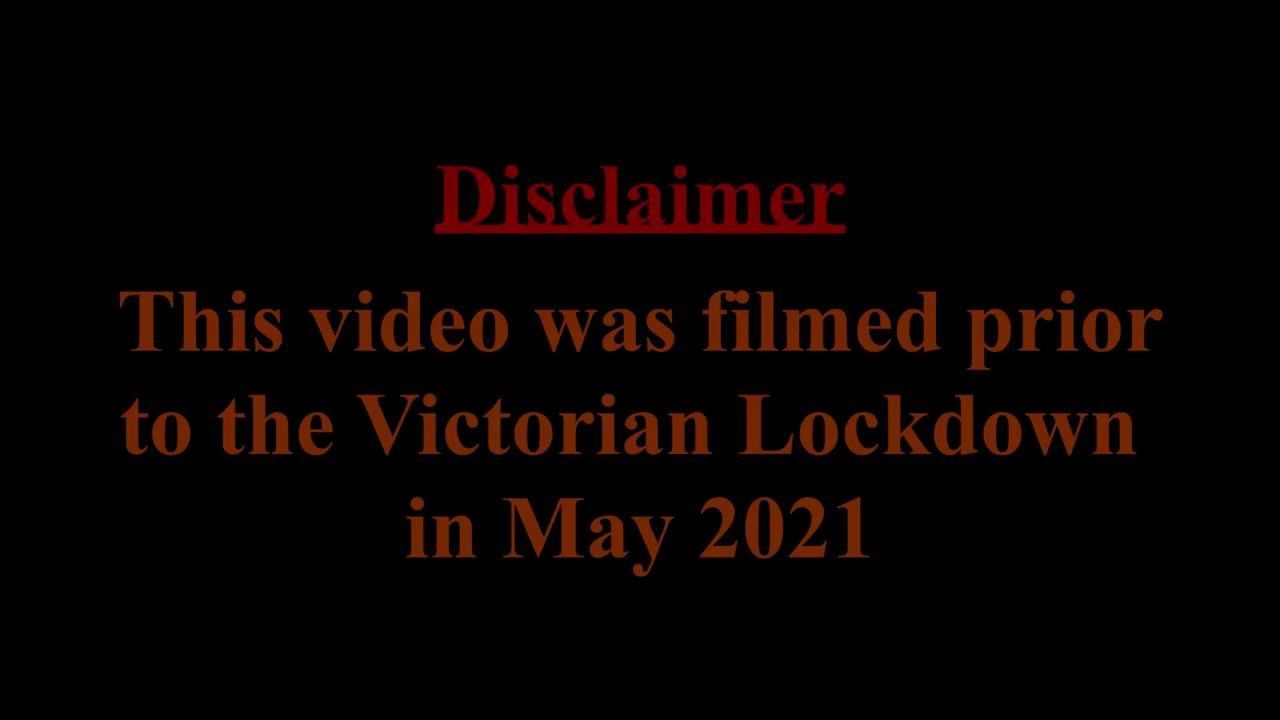 Disclaimer
This video was filmed prior
to the Victorian Lockdown
in May 2021